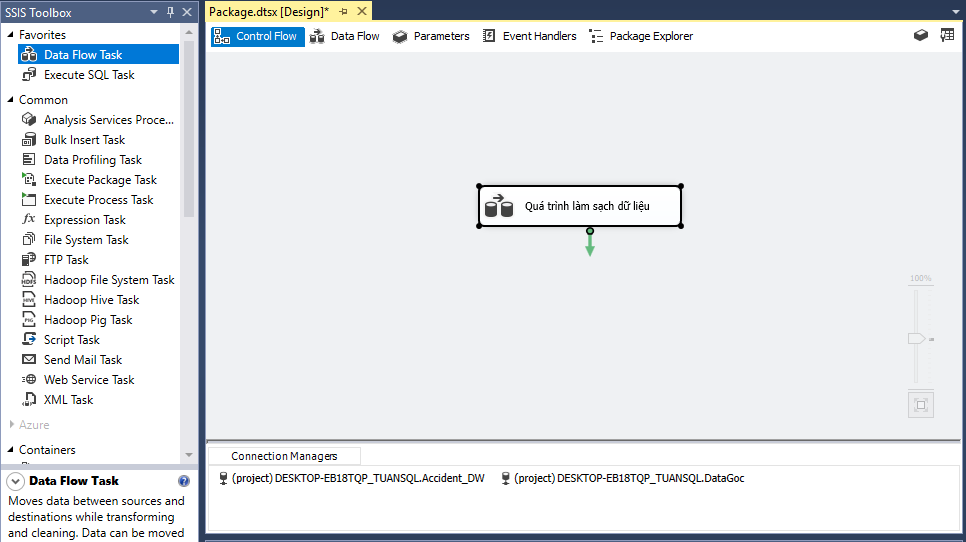 SSIS Toolbox
Favorites
Data Flow Task
Execute SQL Task
Common
Analysis Services Proce...
Bulk Insert Task
Data Profiling Task
Execute Package Task
Execute Process Task
Expression Task
File System Task
FTP Task
Hadoop File System Task
Hadoop Hive Task
Hadoop Pig Task
Script Task
Send Mail Task
Web Service Task
XML Task
Azure
Containers
Data Flow Task
Moves data between sources and
destinations while transforming
and cleaning. Data can be moved
Package.dtsx [Design]*
Control Flow
Data Flow
Parameters
Event Handlers
Package Explorer
Quá trình làm sạch dữ liệu
100%
Connection Managers
(project) DESKTOP-EB18TQP_TUANSQL.Accident_DW
(project) DESKTOP-EB18TQP_TUANSQL.DataGoc